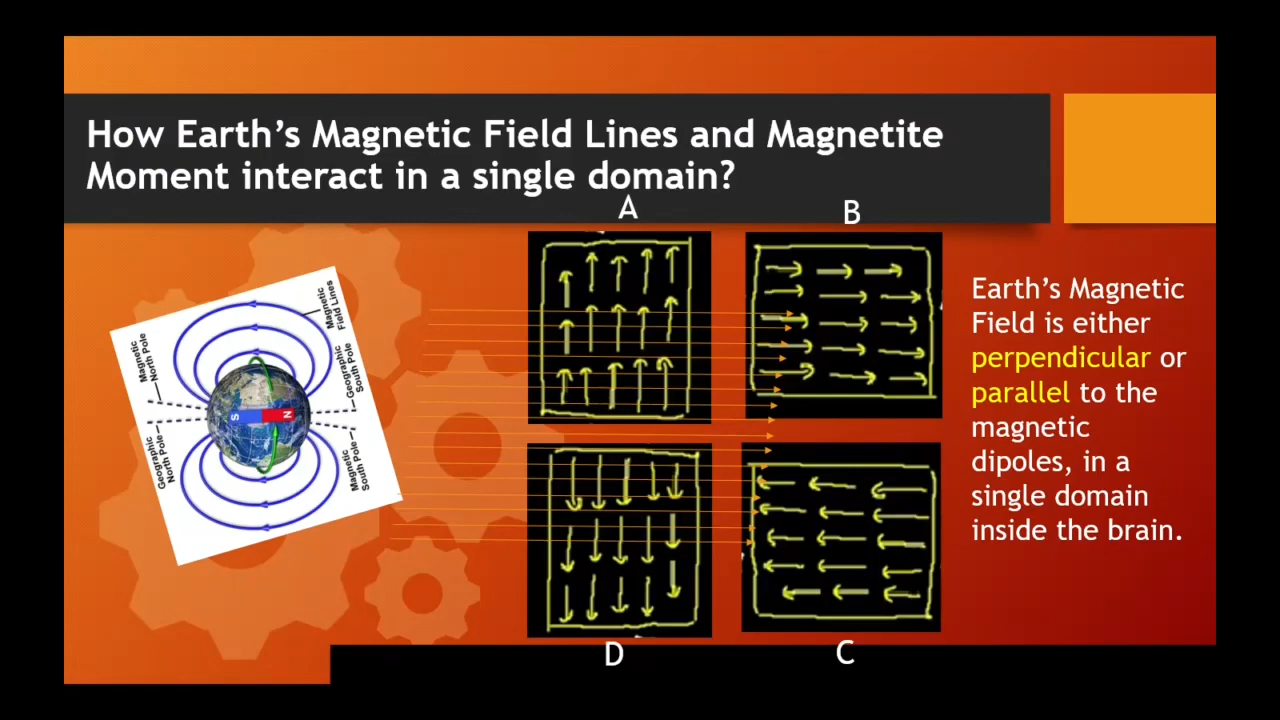 How Earth's Magnetic Field Lines and Magnetite
Moment interact in a single domain?
A
B
Magnetic
Field Lines
Magnetic
North Pole
Geographic
South Pole
S
N
Geographic
North Pole
Magnetic
South Pole
Earth's Magnetic
Field is either
perpendicular or
parallel to the
magnetic
dipoles, in a
single domain
inside the brain.
D
C